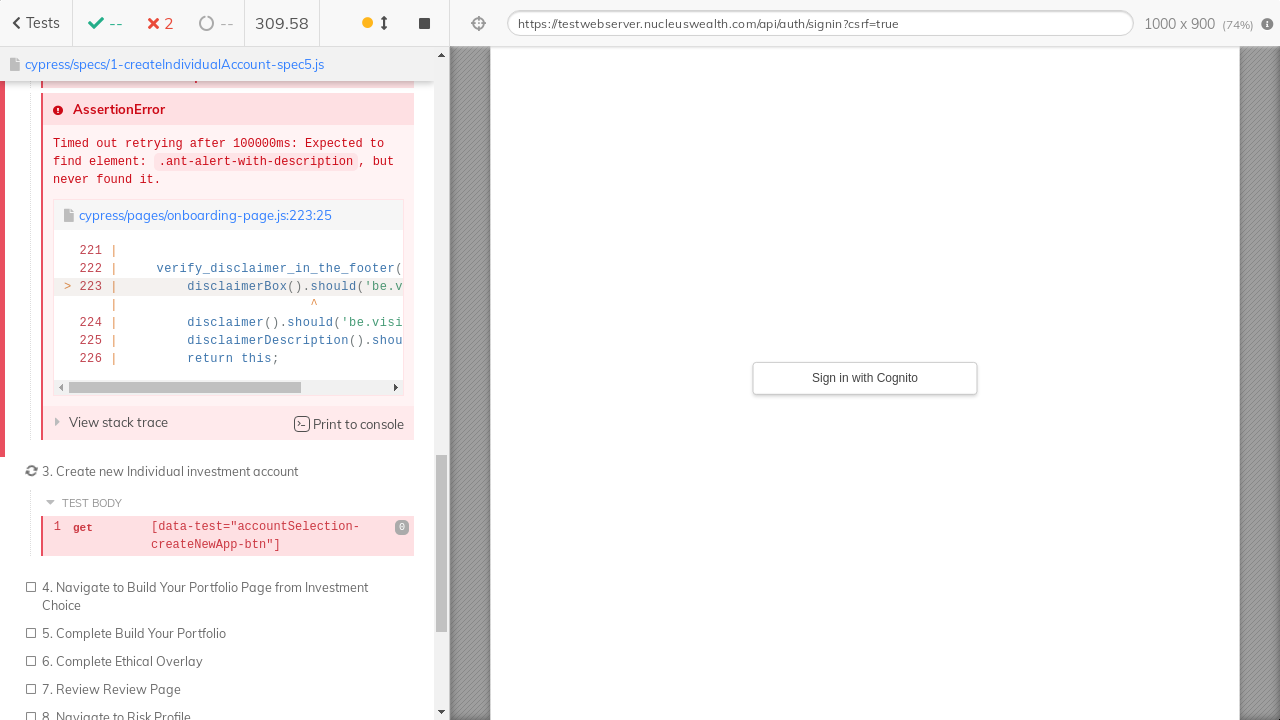 Tests
--
2
--
309.58
https://testwebserver.nucleuswealth.com/api/auth/signin?csrf=true
1000 x 900 (74%)
cypress/specs/1-createIndividualAccount-spec5.js
AssertionError
Timed out retrying after 100000ms: Expected to
find element: .ant-alert-with-description, but
never found it.
cypress/pages/onboarding-page.js:223:25
221 |
222 | verify_disclaimer_in_the_footer(
> 223 | disclaimerBox().should('be.v
| ^
224 | disclaimer().should('be.visi
225 | disclaimerDescription().shou
226 | return this;
View stack trace
Print to console
3. Create new Individual investment account
TEST BODY
1 get [data-test="accountSelection-
createNewApp-btn"]
0
4. Navigate to Build Your Portfolio Page from Investment
Choice
5. Complete Build Your Portfolio
6. Complete Ethical Overlay
7. Review Review Page
8. Navigate to Risk Profile
Sign in with Cognito